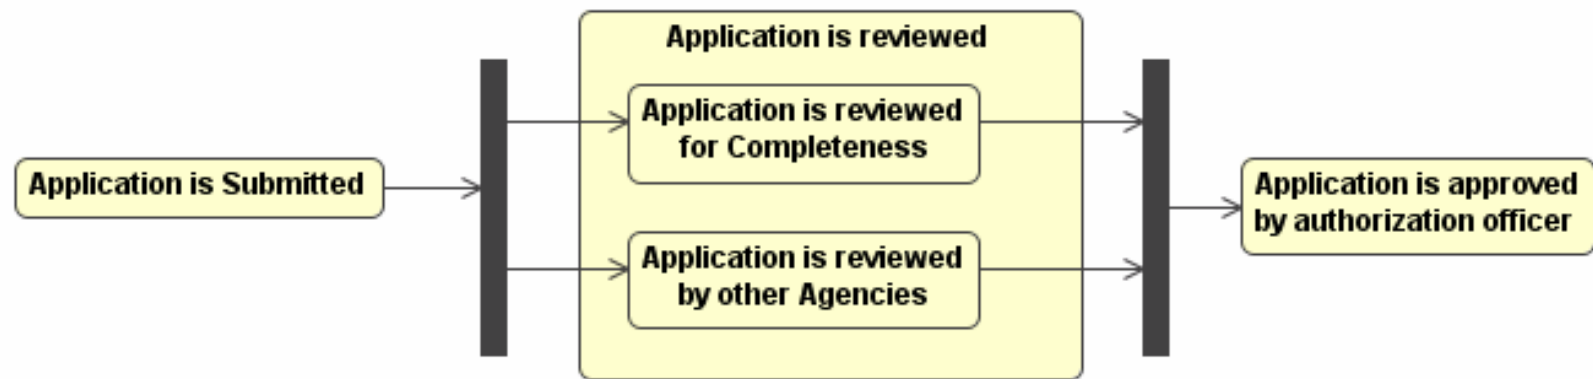 Application is reviewed
Application is reviewed
for Completeness
Application is Submitted
Application is approved
by authorization officer
Application is reviewed
by other Agencies